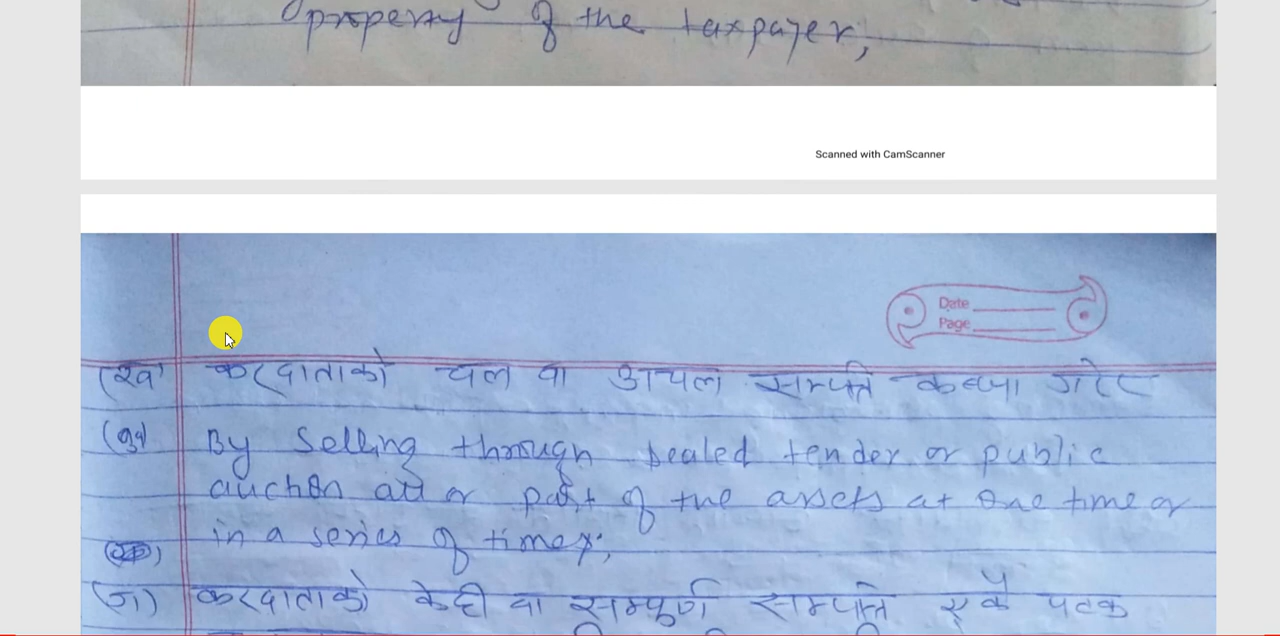 property of the taxpayer,
Scanned with CamScanner
Date
Page
(ख) करदाताको चल वा अचल सम्पत्ति कब्जा गरेर
By selling through sealed tender or public
auction all or part of the assets at one time or
in a series of times;
(ग) करदाताको केही वा सम्पूर्ण सम्पत्ति एकै पटक